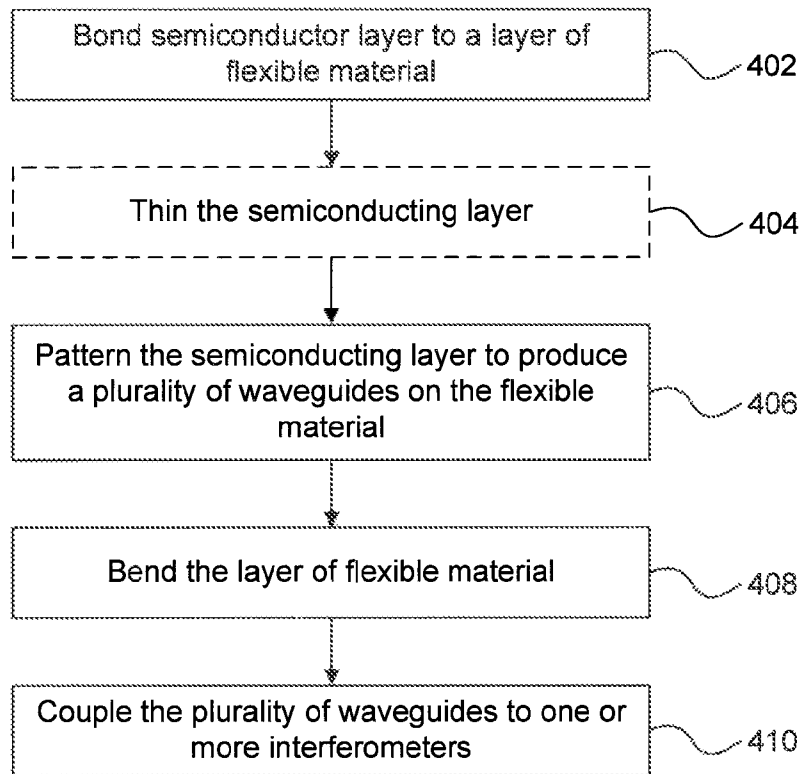 Bond semiconductor layer to a layer of
flexible material
402
Thin the semiconducting layer
404
Pattern the semiconducting layer to produce
a plurality of waveguides on the flexible
material
406
Bend the layer of flexible material
408
Couple the plurality of waveguides to one or
more interferometers
410